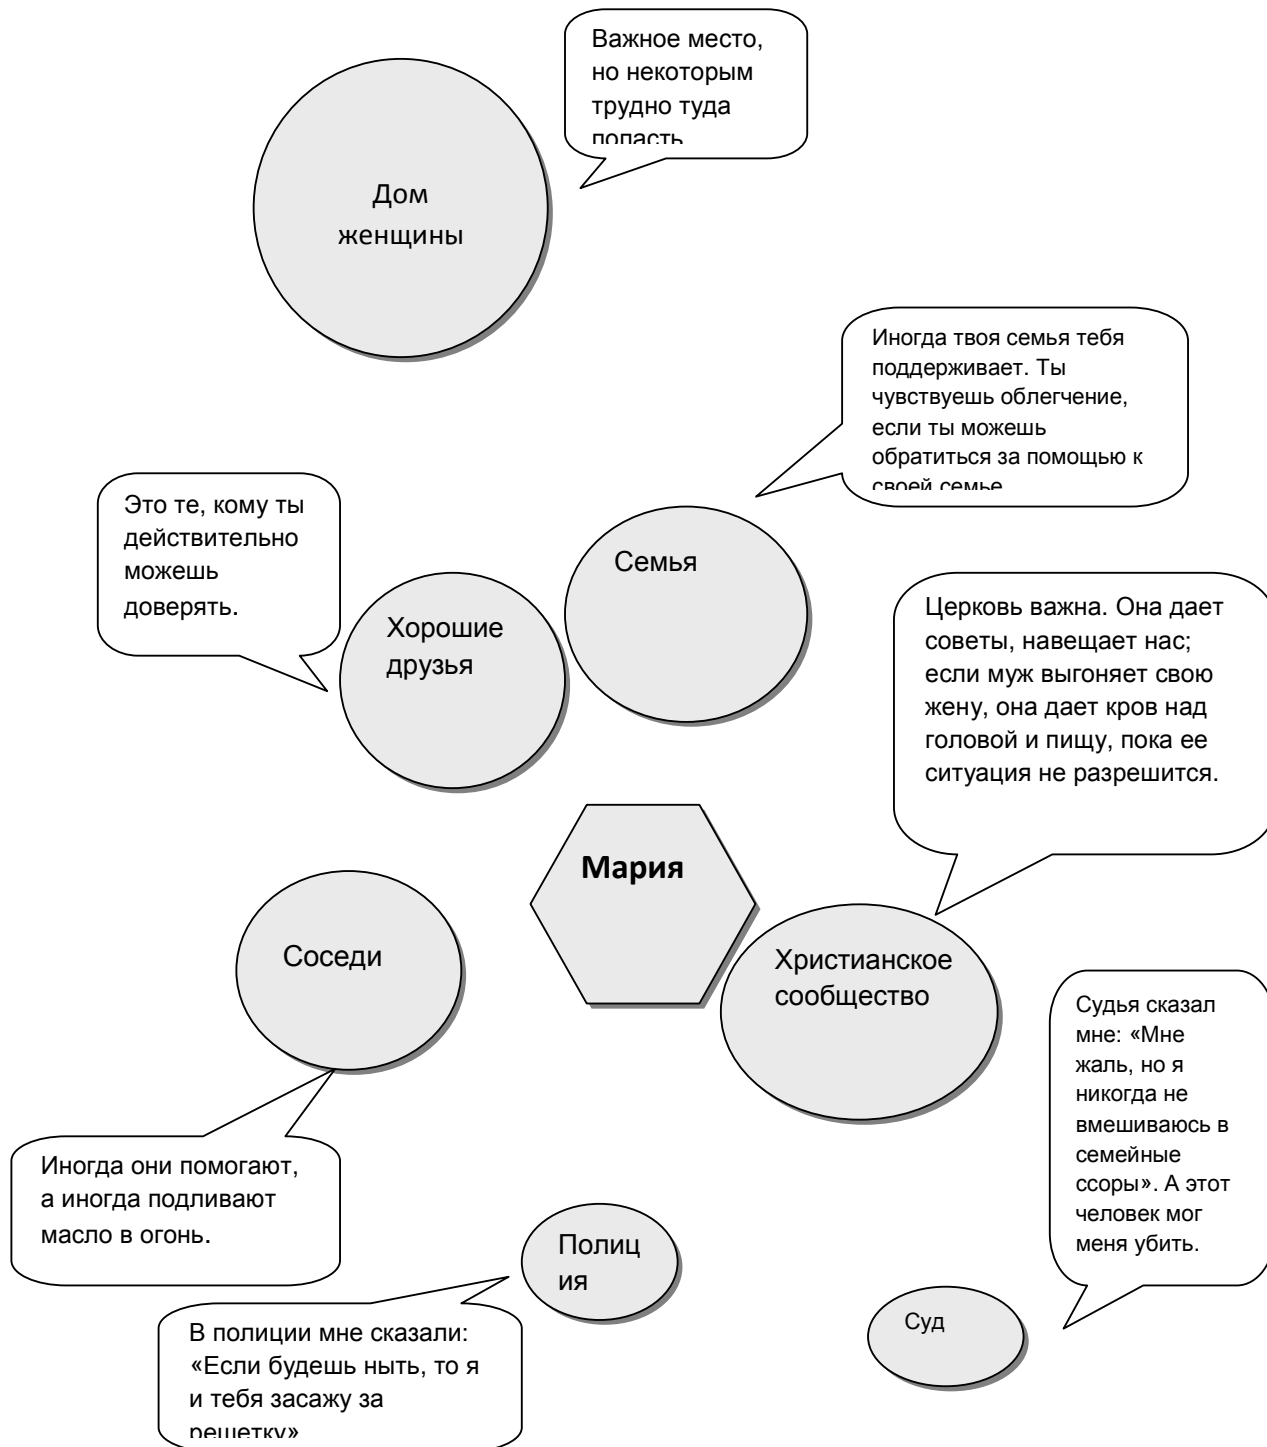 Важное место,
но некоторым
трудно туда
попасть
Дом
женщины
Иногда твоя семья тебя
поддерживает. Ты
чувствуешь облегчение,
если ты можешь
обратиться за помощью к
своей семье
Это те, кому ты
действительно
можешь
доверять.
Семья
Хорошие
друзья
Церковь важна. Она дает
советы, навещает нас;
если муж выгоняет свою
жену, она дает кров над
головой и пищу, пока ее
ситуация не разрешится.
Мария
Соседи
Христианское
сообщество
Судья сказал
мне: «Мне
жаль, но я
никогда не
вмешиваюсь в
семейные
ссоры». А этот
человек мог
меня убить.
Иногда они помогают,
а иногда подливают
масло в огонь.
Полиц
ия
Суд
В полиции мне сказали:
«Если будешь ныть, то я
и тебя засажу за
решетку»